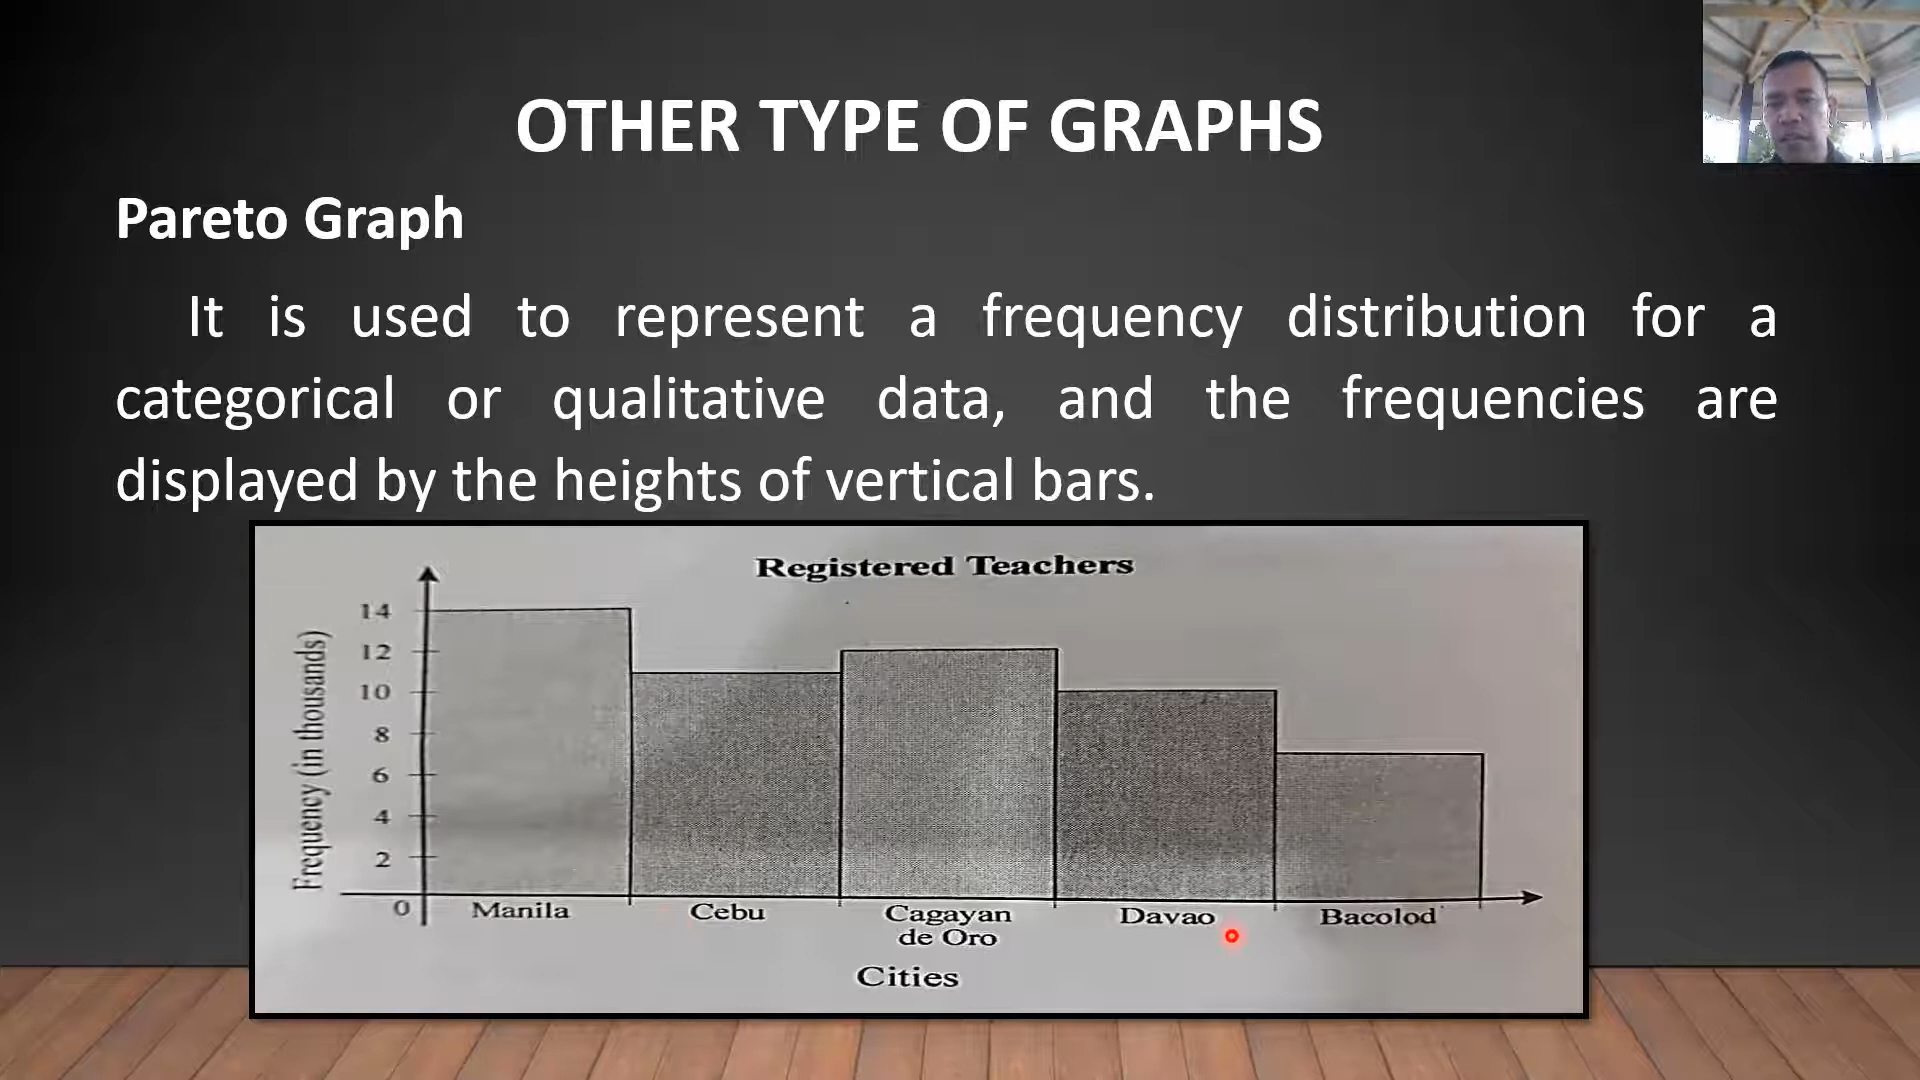 OTHER TYPE OF GRAPHS
Pareto Graph
It is used to represent a frequency distribution for a
categorical or qualitative data, and the frequencies are
displayed by the heights of vertical bars.
Registered Teachers
Frequency (in thousands)
14
12
10
8
6
4
2
0
Manila
Cebu
Cagayan
de Oro
Davao
Bacolod
Cities